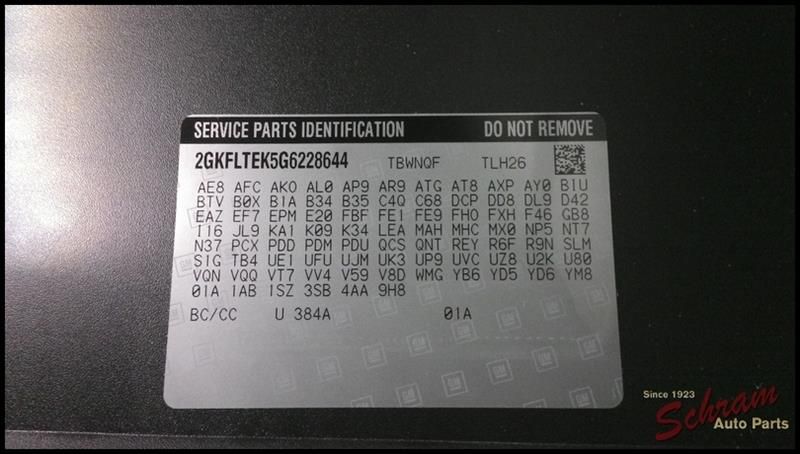 SERVICE PARTS IDENTIFICATION DO NOT REMOVE
2GKFLTEK5G6228644 TBWNQF TLH26
AE8 AFC AKO AL0 AP9 AR9 ATG AT8 AXP AY0 B1U
BTV B0X B1A B34 B35 C4Q C68 DCP DD8 DL9 D42
EAZ EF7 EPM E20 FBF FE1 FE9 FHO FXH F46 GB8
I16 JL9 KA1 K09 K34 LEA MAH MHC MX0 NP5 NT7
N37 PCX PDD PDM PDU QCS QNT REY R6F R9N SLM
S1G TB4 UE1 UFU UJM UK3 UP9 UVC UZ8 U2K U80
VQN VQQ VT7 VV4 V59 V8D WMG YB6 YD5 YD6 YM8
01A 1AB 1SZ 3SB 4AA 9H8
BC/CC U 384A 01A
Since 1923
Schram
Auto Parts